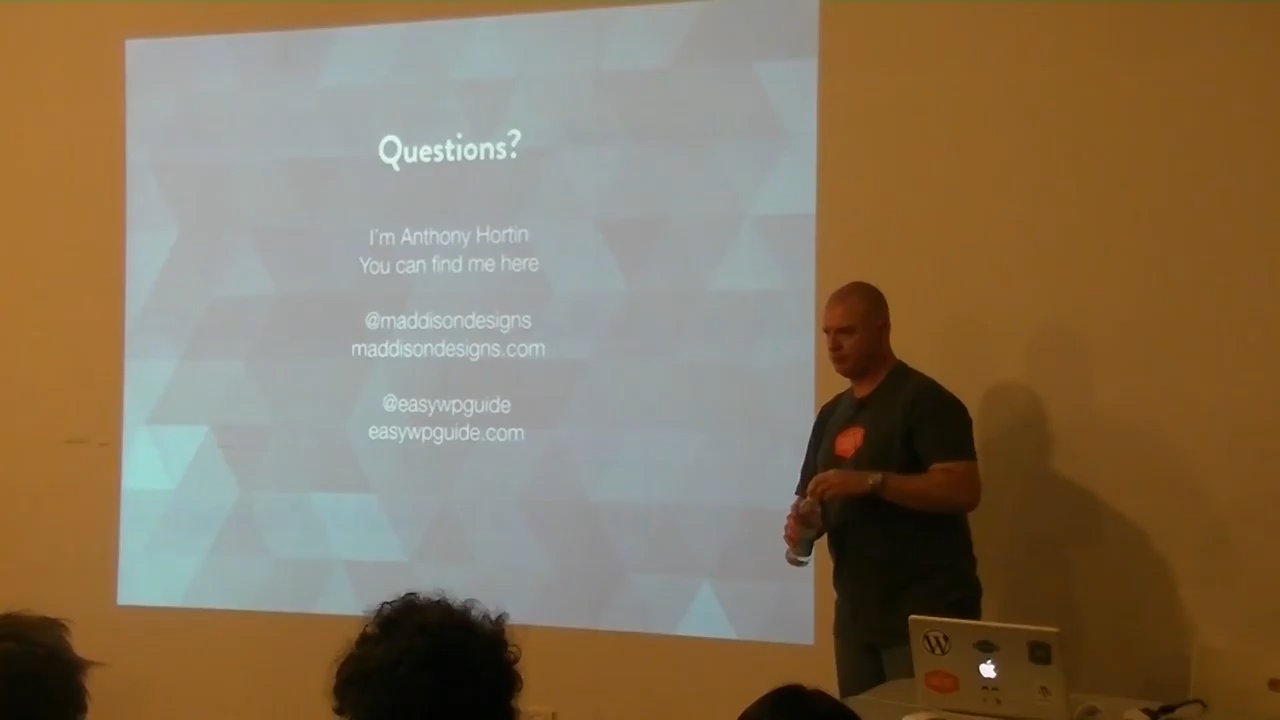 Questions?
I'm Anthony Hortin
You can find me here
@maddisondesigns
maddisondesigns.com
@easywpguide
easywpguide.com